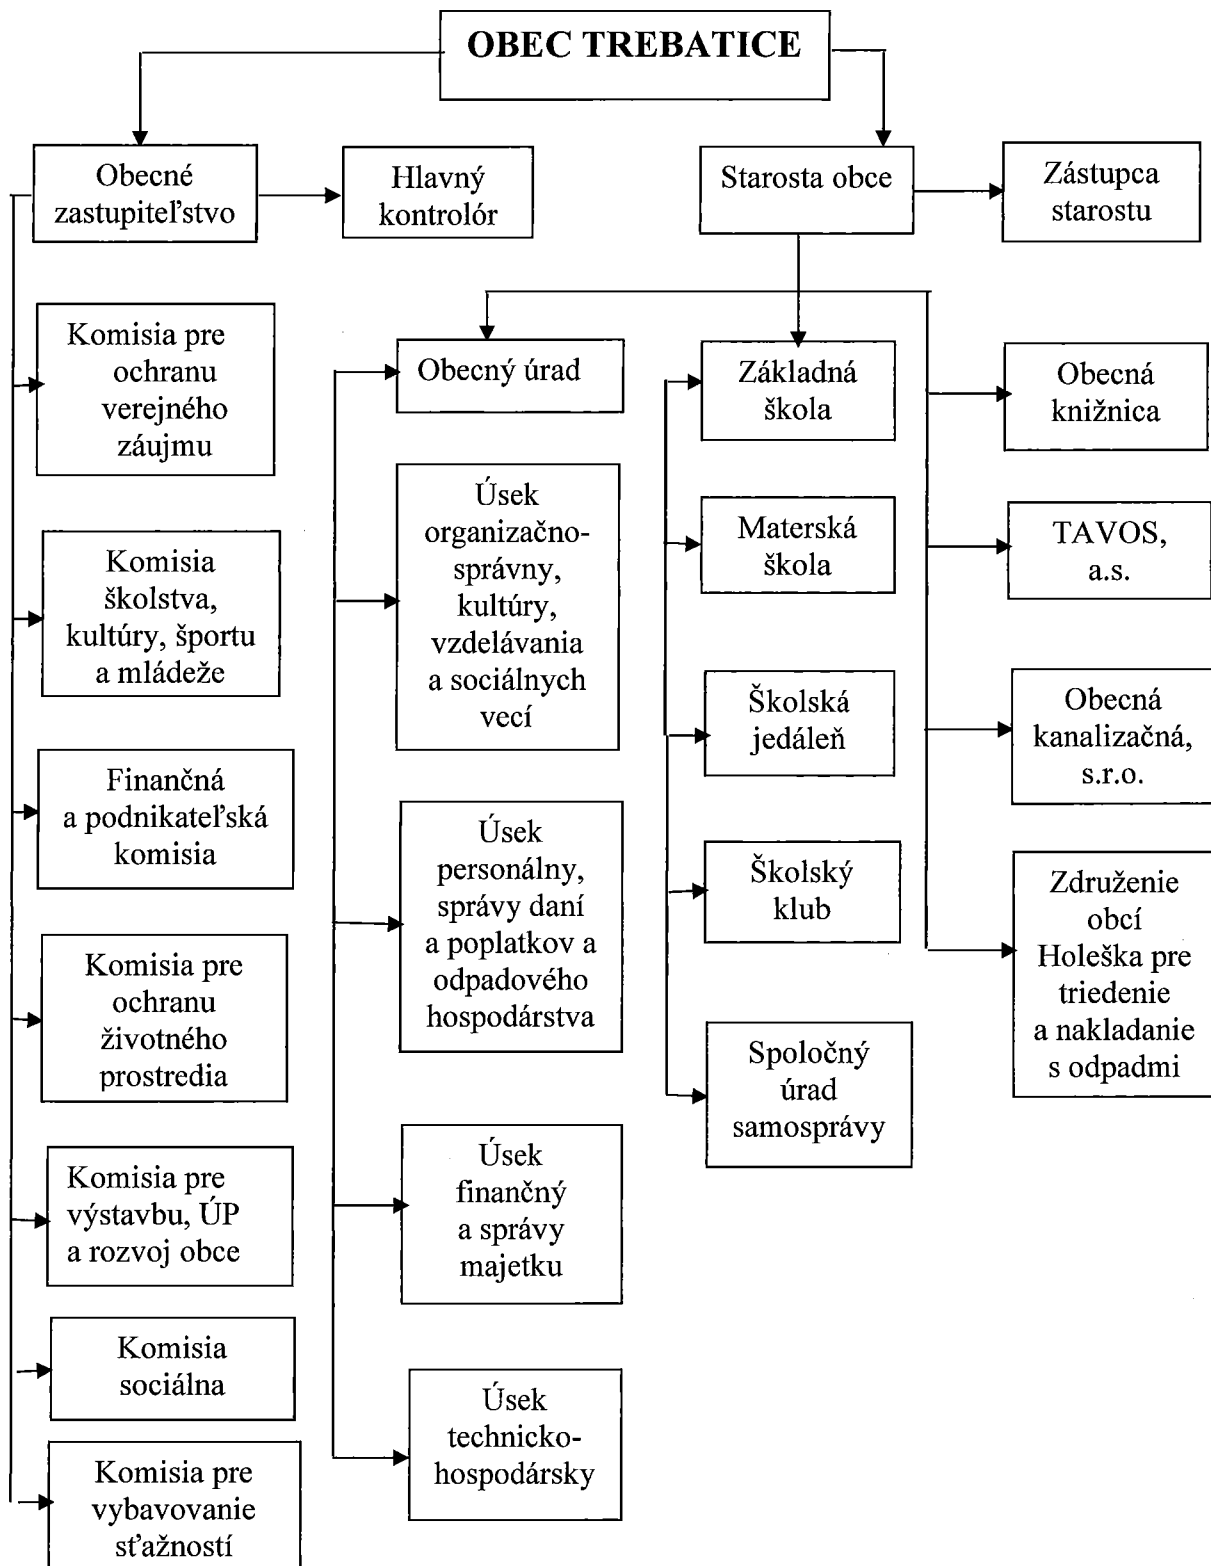 OBEC TREBATICE
Obecné
zastupiteľstvo
Hlavný
kontrolór
Starosta obce
Zástupca
starostu
Komisia pre
ochranu
verejného
záujmu
Komisia
školstva,
kultúry, športu
a mládeže
Finančná
a podnikateľská
komisia
Komisia pre
ochranu
životného
prostredia
Komisia pre
výstavbu, ÚP
a rozvoj obce
Komisia
sociálna
Komisia pre
vybavovanie
sťažností
Obecný úrad
Úsek
organizačno-
správny,
kultúry,
vzdelávania
a sociálnych
vecí
Úsek
personálny,
správy daní
a poplatkov a
odpadového
hospodárstva
Úsek
finančný
a správy
majetku
Úsek
technicko-
hospodársky
Základná
škola
Materská
škola
Školská
jedáleň
Školský
klub
Spoločný
úrad
samosprávy
Obecná
knižnica
TAVOS,
a.s.
Obecná
kanalizačná,
s.r.o.
Združenie
obcí
Holeška pre
triedenie
a nakladanie
s odpadmi